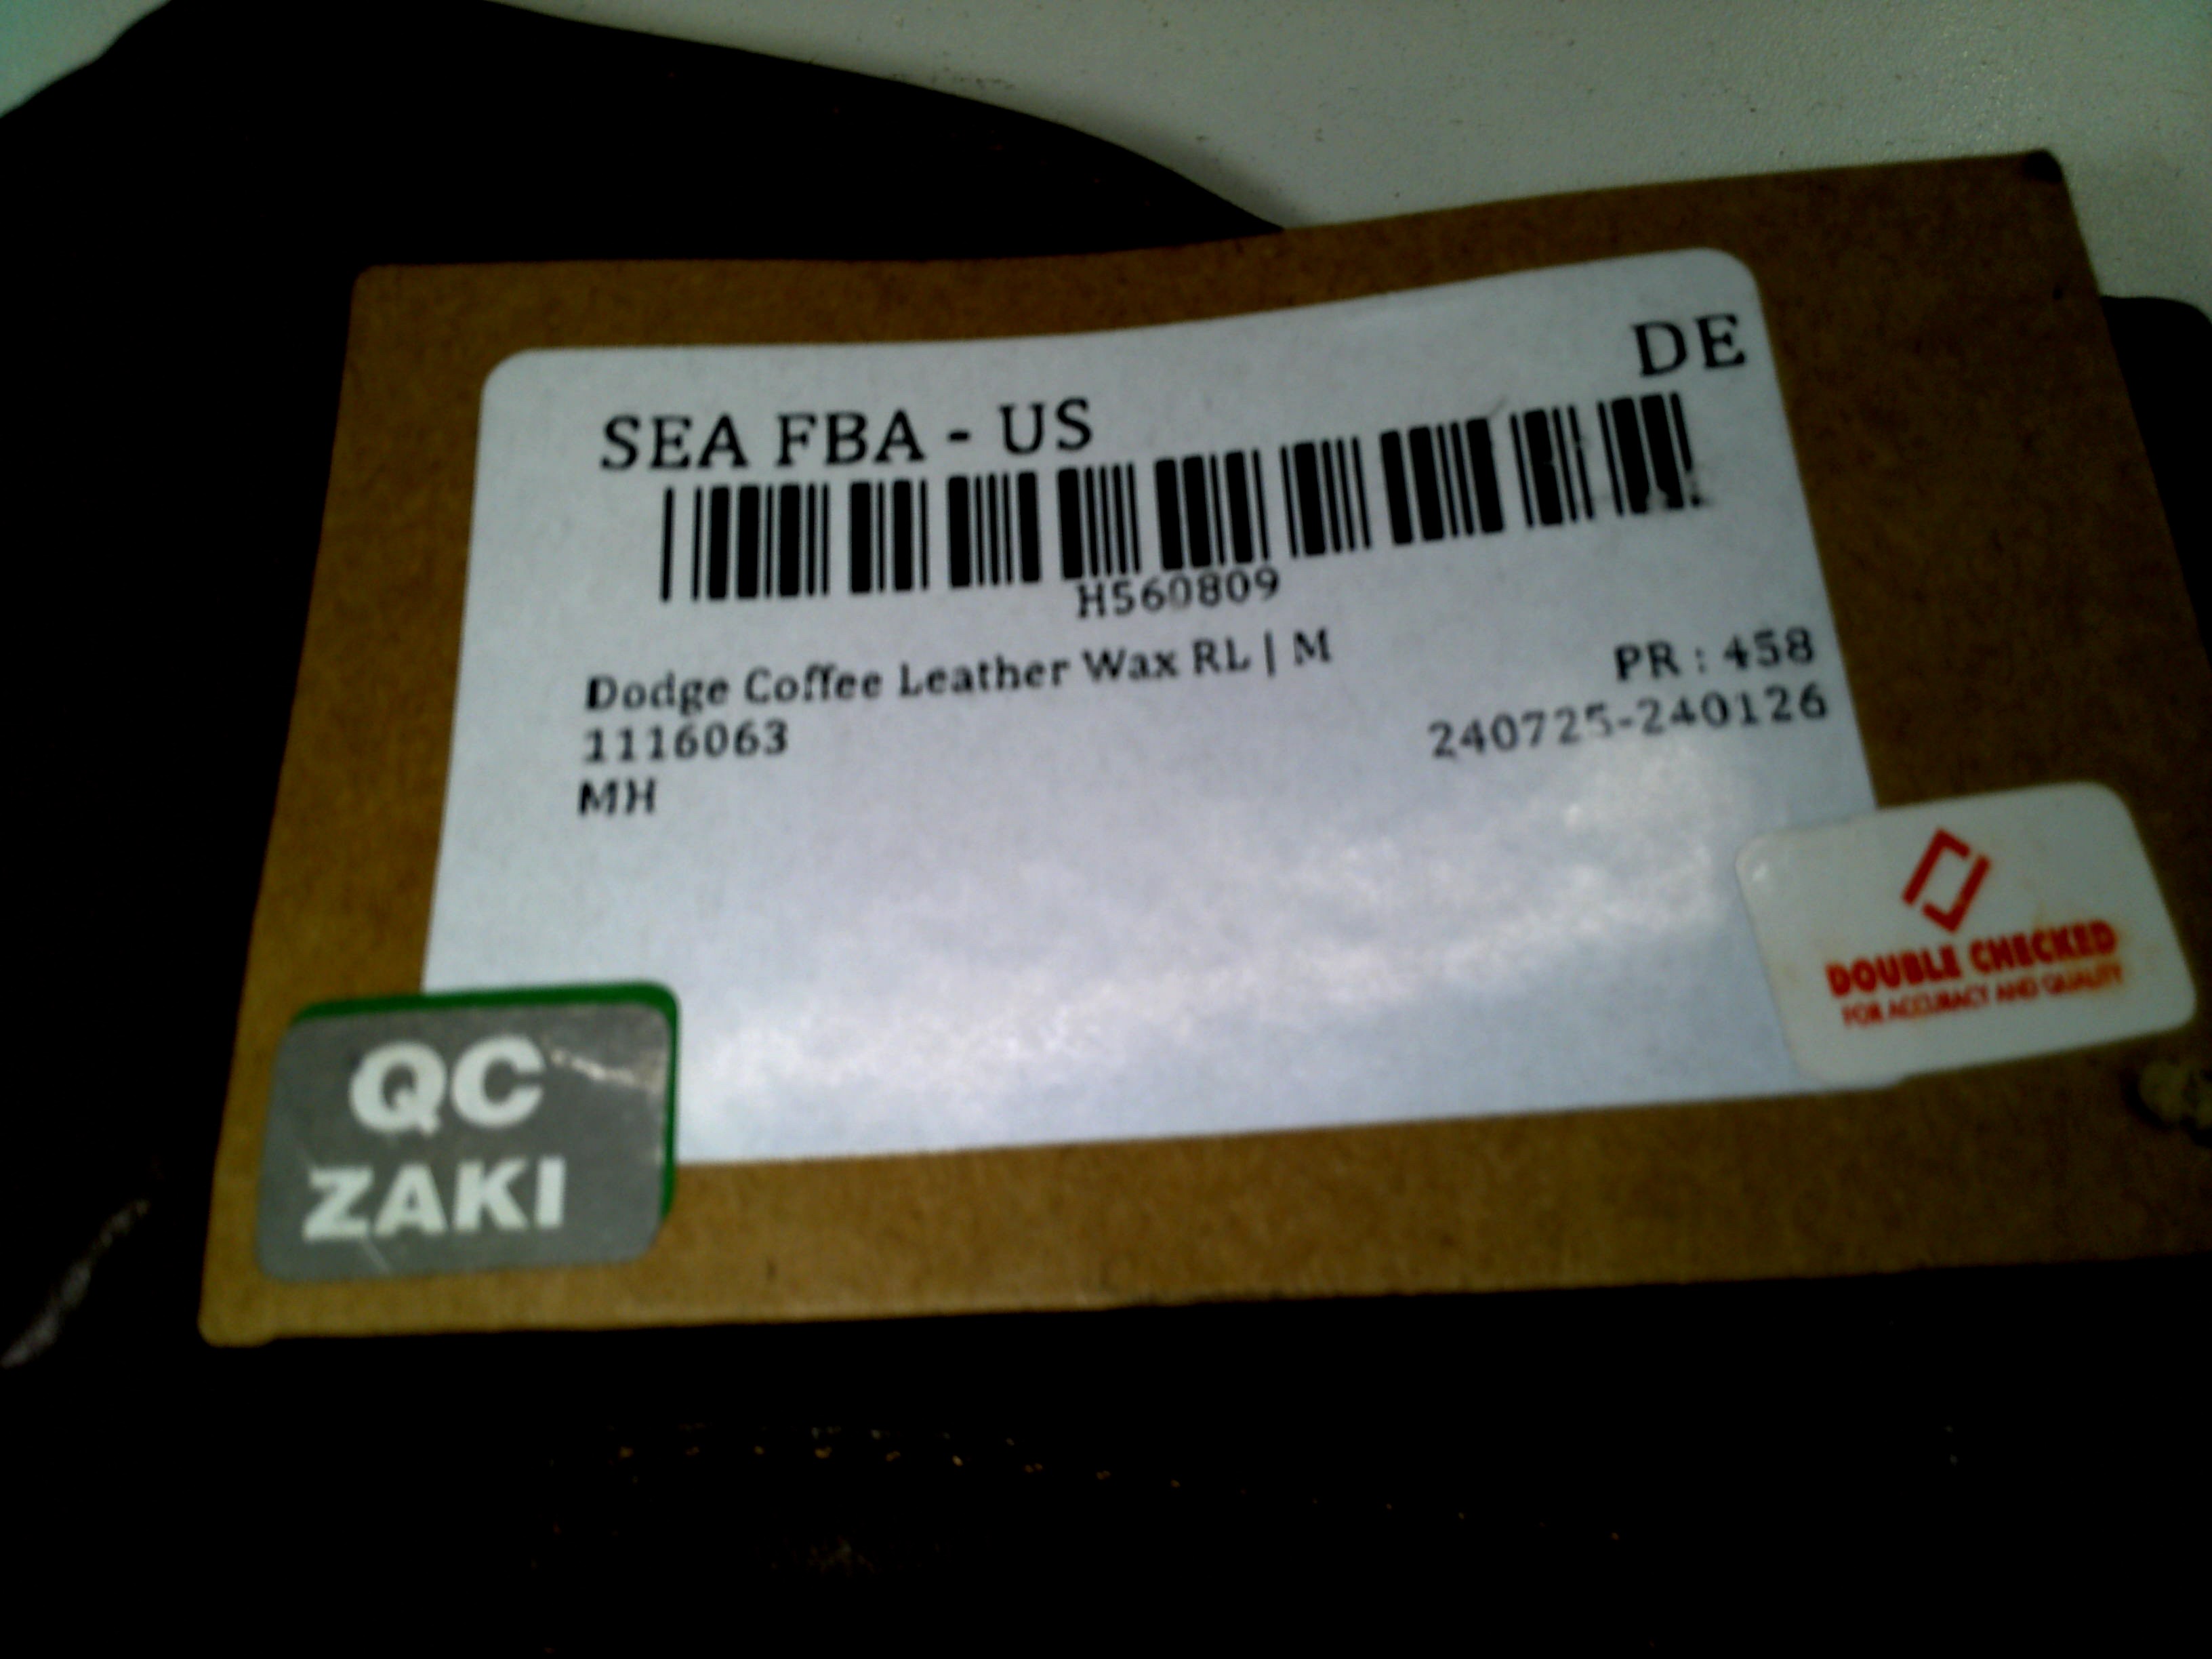 DE
SEA FBA - US
H560809
Dodge Coffee Leather Wax RL | M
PR : 458
1116063
240725-240126
MH
DOUBLE CHECKED
FOR ACCURACY AND QUALITY
QC
ZAKI